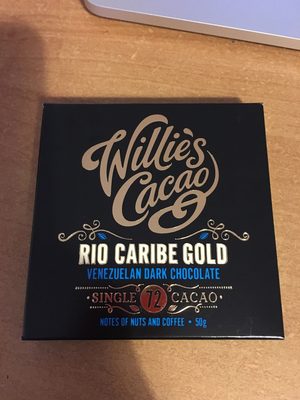 Willie's
Cacao
RIO CARIBE GOLD
VENEZUELAN DARK CHOCOLATE
SINGLE 72 CACAO
NOTES OF NUTS AND COFFEE • 50g